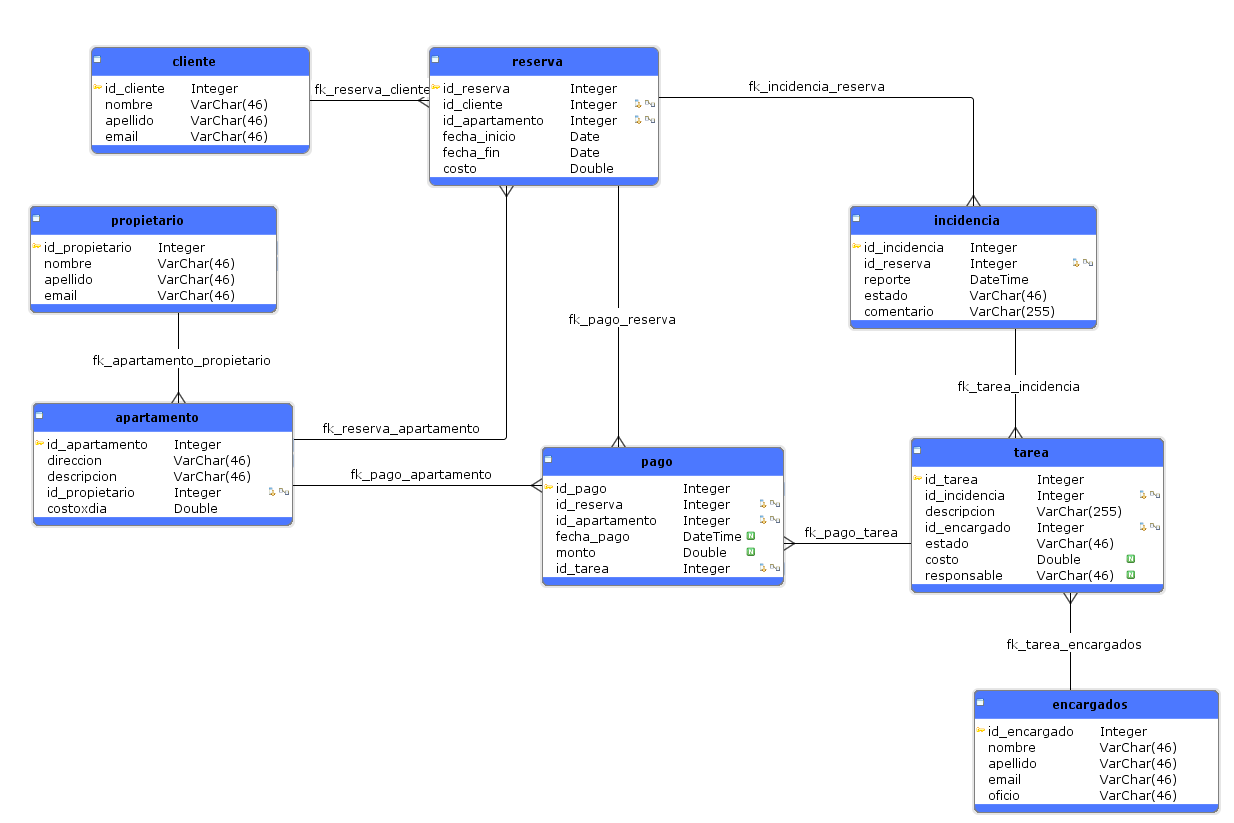 cliente
id_cliente Integer
nombre VarChar(46)
apellido VarChar(46)
email VarChar(46)
fk_reserva_cliente
reserva
id_reserva Integer
id_cliente Integer
id_apartamento Integer
fecha_inicio Date
fecha_fin Date
costo Double
fk_incidencia_reserva
propietario
id_propietario Integer
nombre VarChar(46)
apellido VarChar(46)
email VarChar(46)
incidencia
id_incidencia Integer
id_reserva Integer
reporte DateTime
estado VarChar(46)
comentario VarChar(255)
fk_pago_reserva
fk_apartamento_propietario
fk_tarea_incidencia
apartamento
id_apartamento Integer
direccion VarChar(46)
descripcion VarChar(46)
id_propietario Integer
costoxdia Double
fk_reserva_apartamento
fk_pago_apartamento
pago
id_pago Integer
id_reserva Integer
id_apartamento Integer
fecha_pago DateTime N
monto Double N
id_tarea Integer
fk_pago_tarea
tarea
id_tarea Integer
id_incidencia Integer
descripcion VarChar(255)
id_encargado Integer
estado VarChar(46)
costo Double N
responsable VarChar(46) N
fk_tarea_encargados
encargados
id_encargado Integer
nombre VarChar(46)
apellido VarChar(46)
email VarChar(46)
oficio VarChar(46)